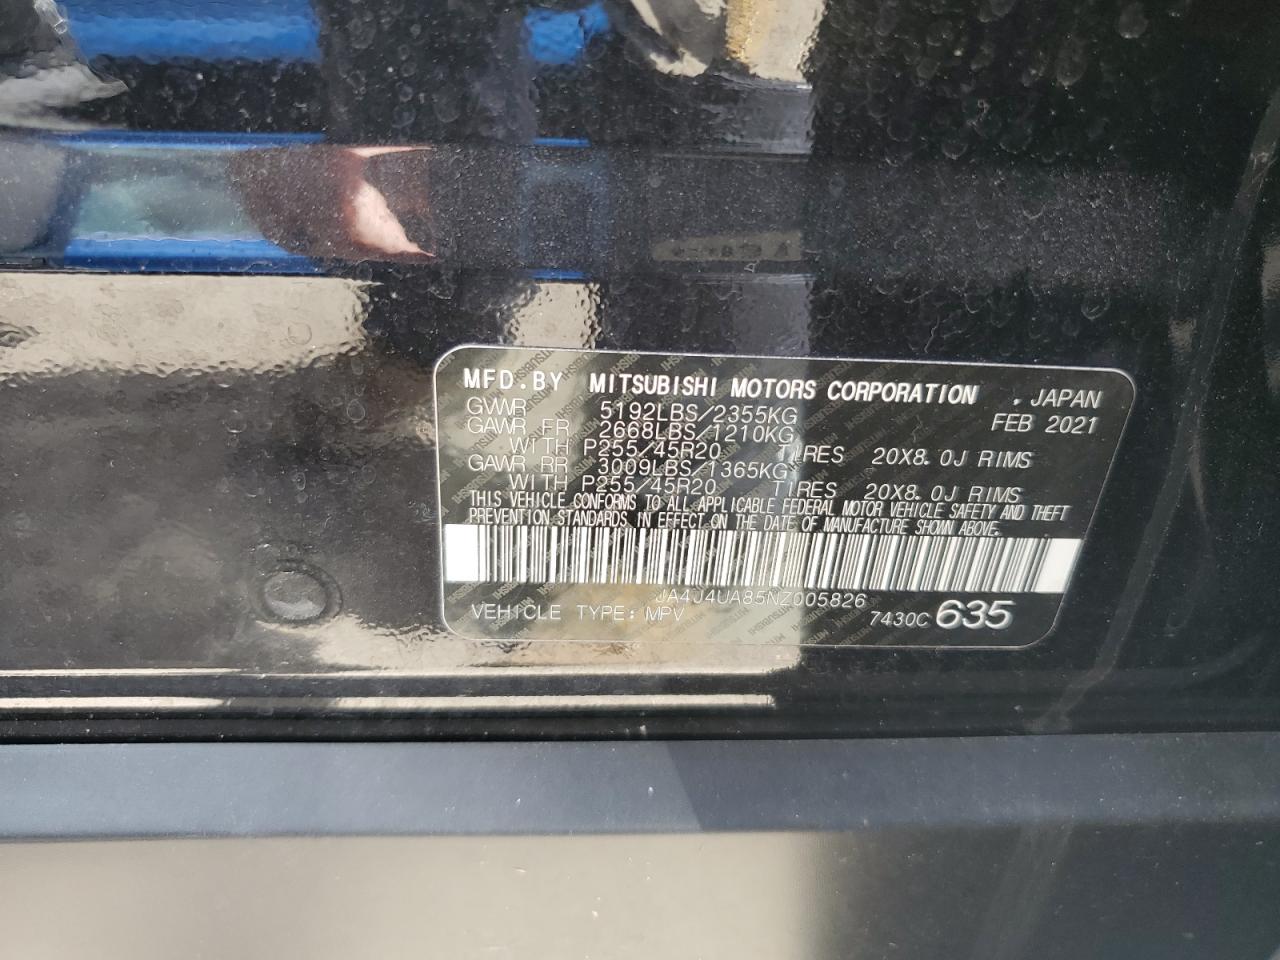 MFD.BY MITSUBISHI MOTORS CORPORATION , JAPAN
GVWR 5192LBS/2355KG FEB 2021
GAWR FR 2668LBS/1210KG
WITH P255/45R20 TIRES 20X8.0J RIMS
GAWR RR 3009LBS/1365KG
WITH P255/45R20 TIRES 20X8.0J RIMS
THIS VEHICLE CONFORMS TO ALL APPLICABLE FEDERAL MOTOR VEHICLE SAFETY AND THEFT
PREVENTION STANDARDS IN EFFECT ON THE DATE OF MANUFACTURE SHOWN ABOVE.
JA4J4UA85NZ005826
VEHICLE TYPE: MPV 7430C 635